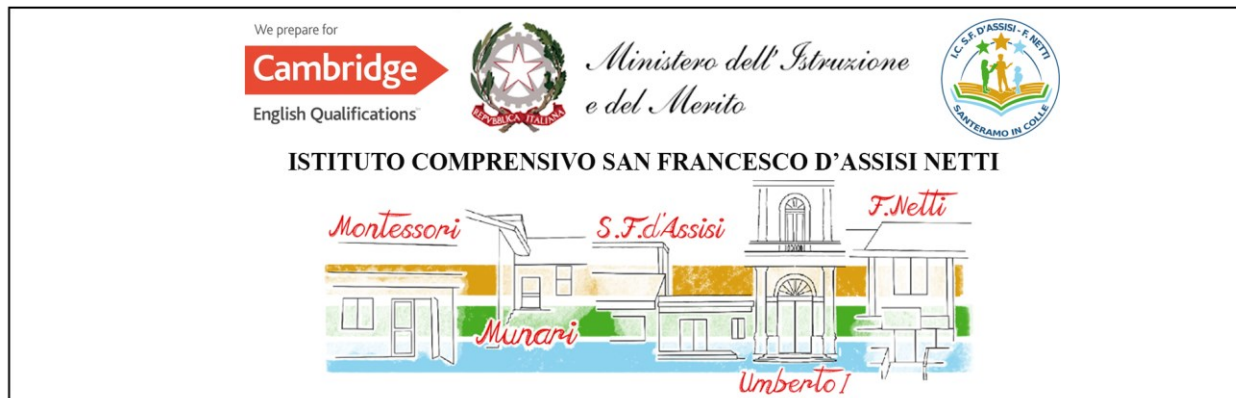 We prepare for
Cambridge
English Qualifications™
REPVBBLICA ITALIANA
Ministero dell' Istruzione
e del Merito
I.C. S.F. D'ASSISI - F. NETTI
SANTERAMO IN COLLE
ISTITUTO COMPRENSIVO SAN FRANCESCO D'ASSISI NETTI
Montessori
S.F.d'Assisi
F.Netti
Munari
Umberto I